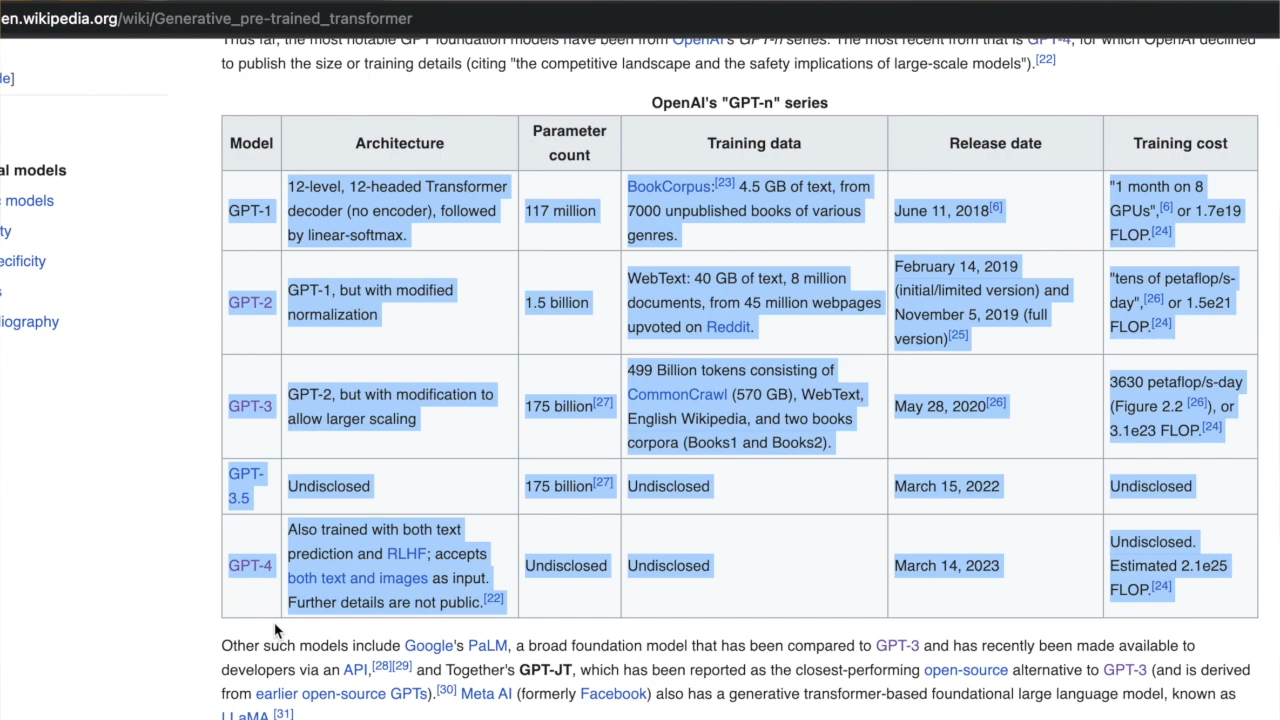 en.wikipedia.org/wiki/Generative_pre-trained_transformer
Thus far, the most notable GPT foundation models have been from OpenAI's GPT-n series. The most recent from that is GPT-4, for which OpenAI declined
to publish the size or training details (citing "the competitive landscape and the safety implications of large-scale models").[22]
de]
al models
c models
ty
ecificity
s
liography
OpenAI's "GPT-n" series
Model Architecture Parameter count Training data Release date Training cost
GPT-1
12-level, 12-headed Transformer
decoder (no encoder), followed
by linear-softmax.
117 million
BookCorpus:[23] 4.5 GB of text, from
7000 unpublished books of various
genres.
June 11, 2018[6]
"1 month on 8
GPUs",[6] or 1.7e19
FLOP.[24]
GPT-2
GPT-1, but with modified
normalization
1.5 billion
WebText: 40 GB of text, 8 million
documents, from 45 million webpages
upvoted on Reddit.
February 14, 2019
(initial/limited version) and
November 5, 2019 (full
version)[25]
"tens of petaflop/s-
day",[26] or 1.5e21
FLOP.[24]
GPT-3
GPT-2, but with modification to
allow larger scaling
175 billion[27]
499 Billion tokens consisting of
CommonCrawl (570 GB), WebText,
English Wikipedia, and two books
corpora (Books1 and Books2).
May 28, 2020[26]
3630 petaflop/s-day
(Figure 2.2 [26]), or
3.1e23 FLOP.[24]
GPT-
3.5
Undisclosed
175 billion[27]
Undisclosed
March 15, 2022
Undisclosed
GPT-4
Also trained with both text
prediction and RLHF; accepts
both text and images as input.
Further details are not public.[22]
Undisclosed
Undisclosed
March 14, 2023
Undisclosed.
Estimated 2.1e25
FLOP.[24]
Other such models include Google's PaLM, a broad foundation model that has been compared to GPT-3 and has recently been made available to
developers via an API,[28][29] and Together's GPT-JT, which has been reported as the closest-performing open-source alternative to GPT-3 (and is derived
from earlier open-source GPTs).[30] Meta AI (formerly Facebook) also has a generative transformer-based foundational large language model, known as
LLaMA.[31]